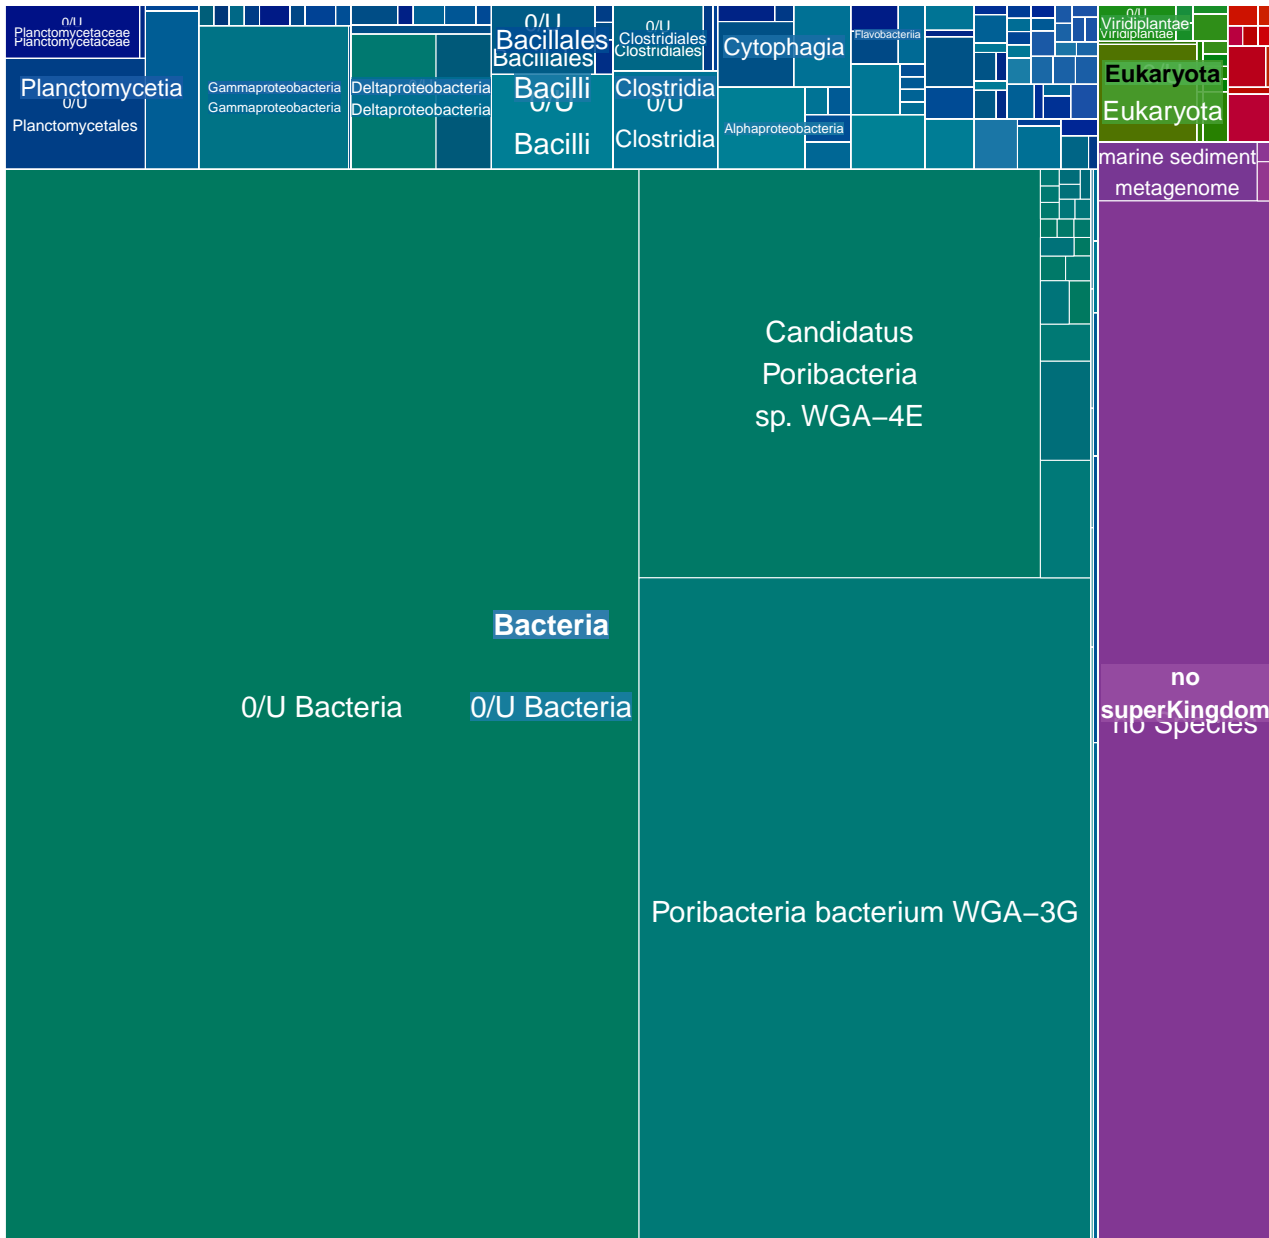 0/U
Planctomycetaceae
Planctomycetaceae
Planctomycetia
0/U
Planctomycetales
Gammaproteobacteria
Gammaproteobacteria
Deltaproteobacteria
Deltaproteobacteria
0/U
Bacillales
Bacillales
Bacilli
0/U
Bacilli
0/U
Clostridiales
Clostridiales
Clostridia
0/U
Clostridia
Cytophagia
Alphaproteobacteria
Flavobacteriia
0/U
Viridiplantae
Viridiplantae
Eukaryota
Eukaryota
marine sediment
metagenome
Candidatus
Poribacteria
sp. WGA−4E
Bacteria
0/U Bacteria
0/U Bacteria
no
superKingdom
no Species
Poribacteria bacterium WGA−3G